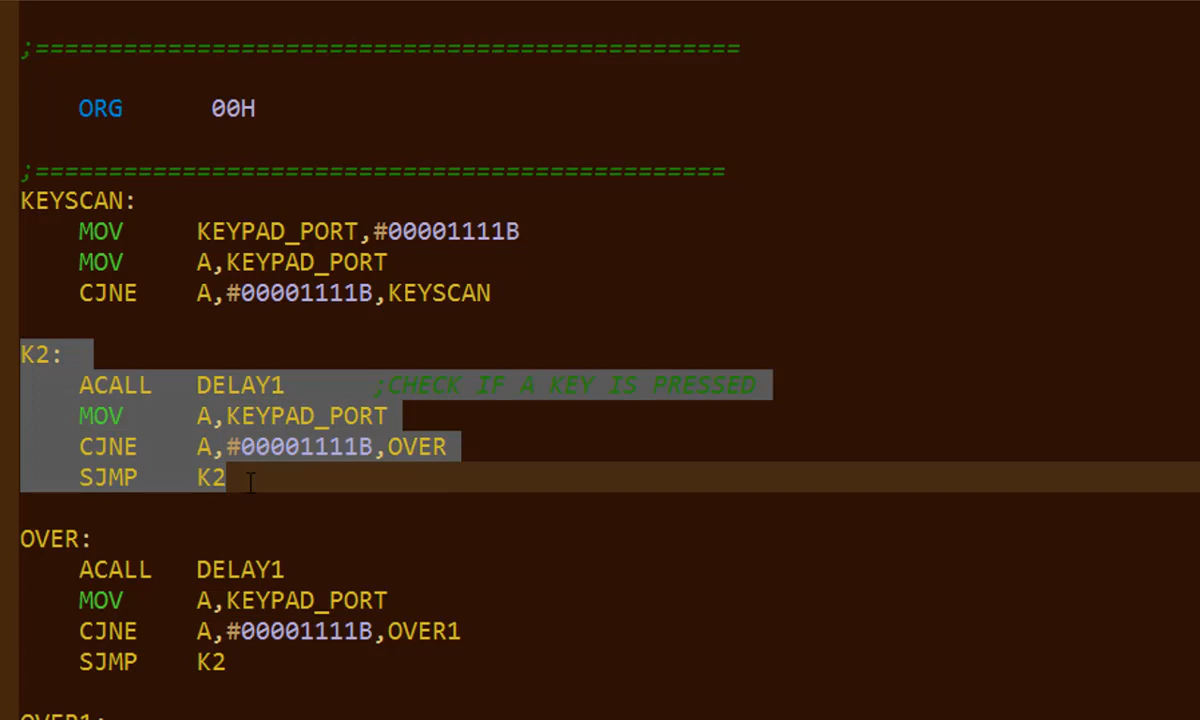 ;================================================
ORG 00H
;===============================================
KEYSCAN:
MOV KEYPAD_PORT,#00001111B
MOV A,KEYPAD_PORT
CJNE A,#00001111B,KEYSCAN
K2:
ACALL DELAY1 ;CHECK IF A KEY IS PRESSED
MOV A,KEYPAD_PORT
CJNE A,#00001111B,OVER
SJMP K2
OVER:
ACALL DELAY1
MOV A,KEYPAD_PORT
CJNE A,#00001111B,OVER1
SJMP K2
OVER1: